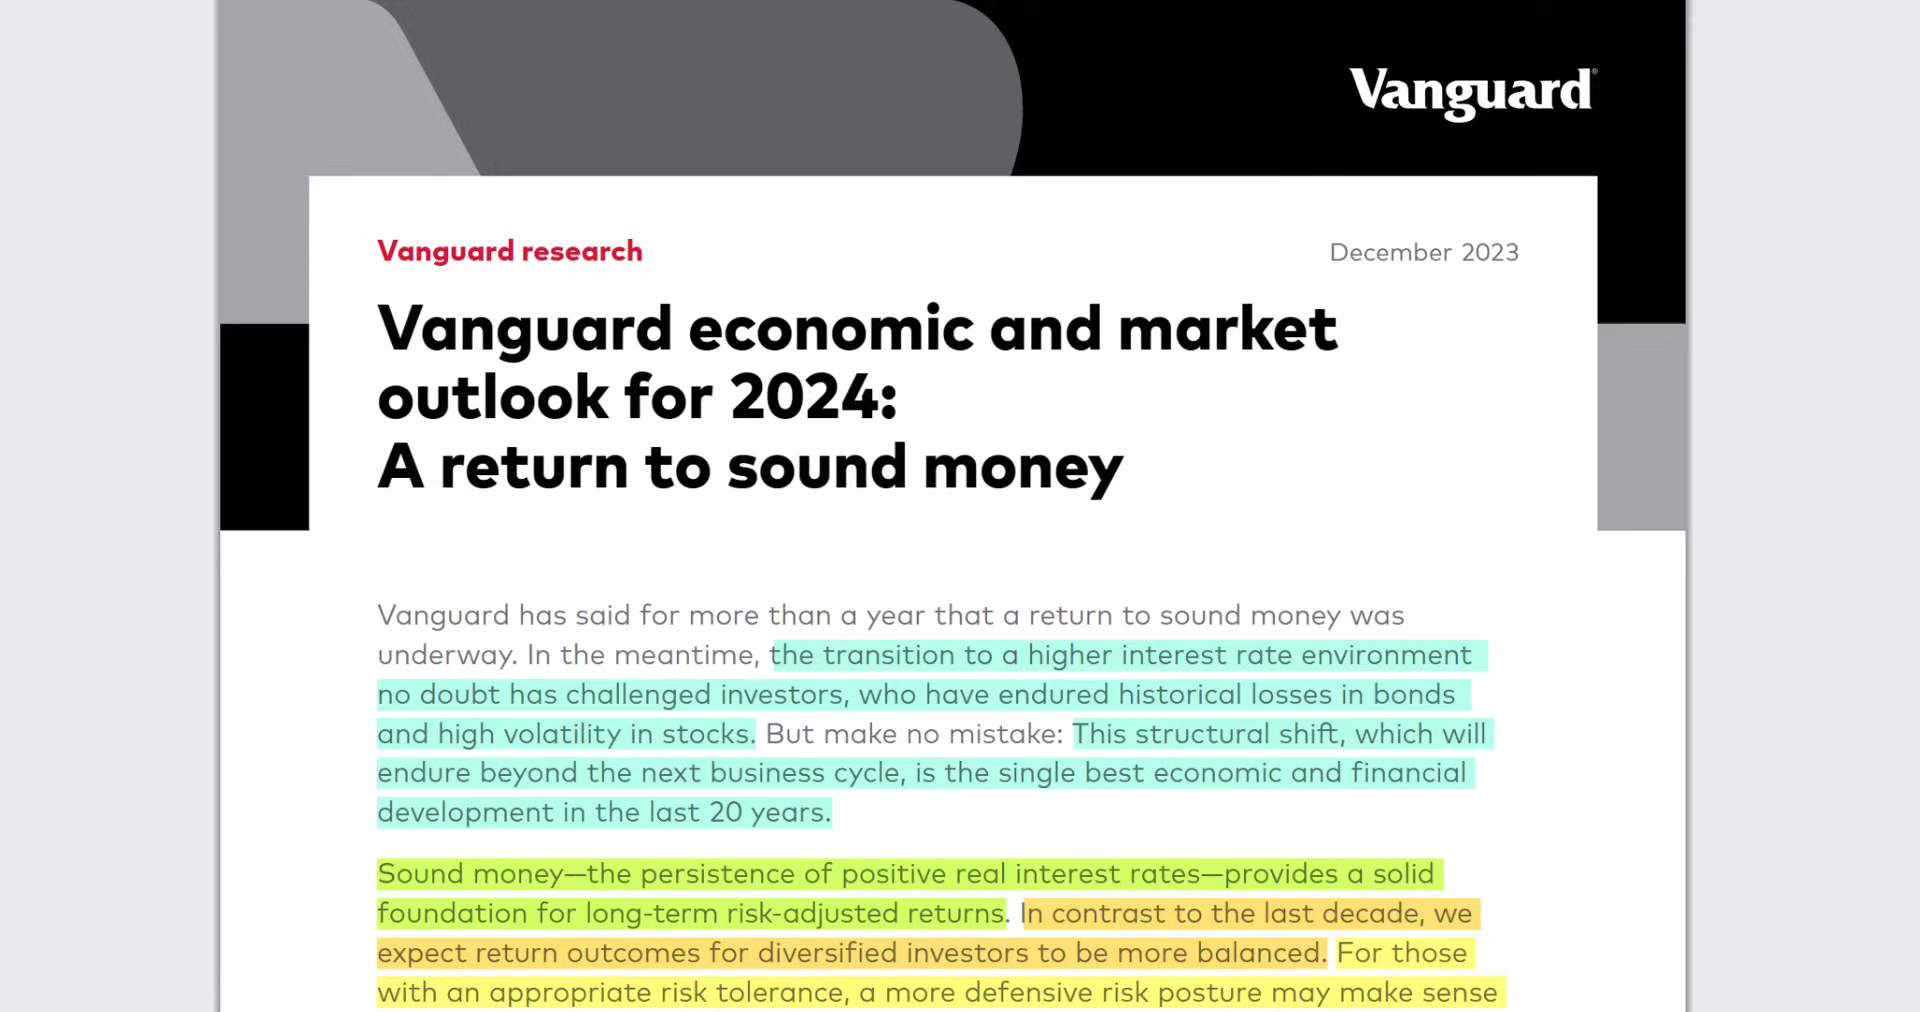 Vanguard®
Vanguard research
December 2023
Vanguard economic and market
outlook for 2024:
A return to sound money
Vanguard has said for more than a year that a return to sound money was
underway. In the meantime, the transition to a higher interest rate environment
no doubt has challenged investors, who have endured historical losses in bonds
and high volatility in stocks. But make no mistake: This structural shift, which will
endure beyond the next business cycle, is the single best economic and financial
development in the last 20 years.
Sound money—the persistence of positive real interest rates—provides a solid
foundation for long-term risk-adjusted returns. In contrast to the last decade, we
expect return outcomes for diversified investors to be more balanced. For those
with an appropriate risk tolerance, a more defensive risk posture may make sense